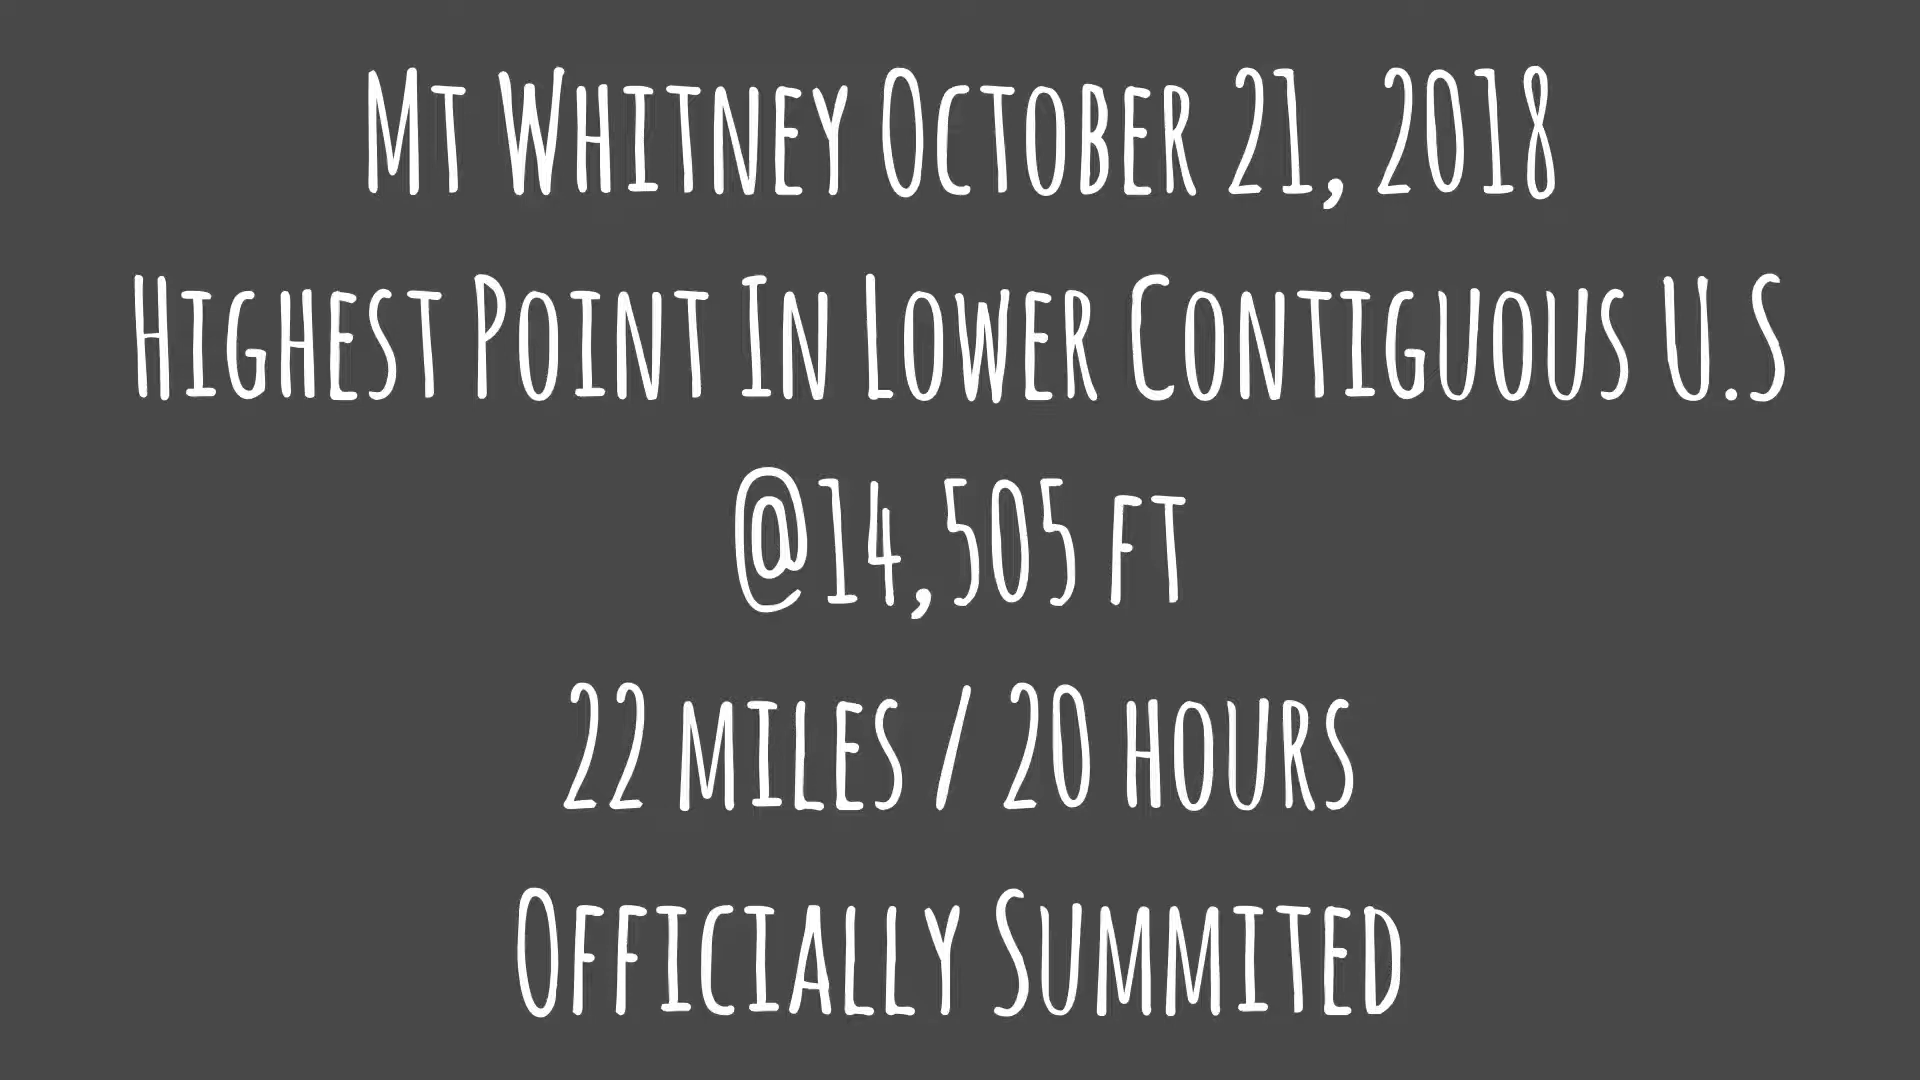 Mt Whitney October 21, 2018
Highest Point In Lower Contiguous U.S
@14,505 ft
22 miles / 20 hours
Officially Summited